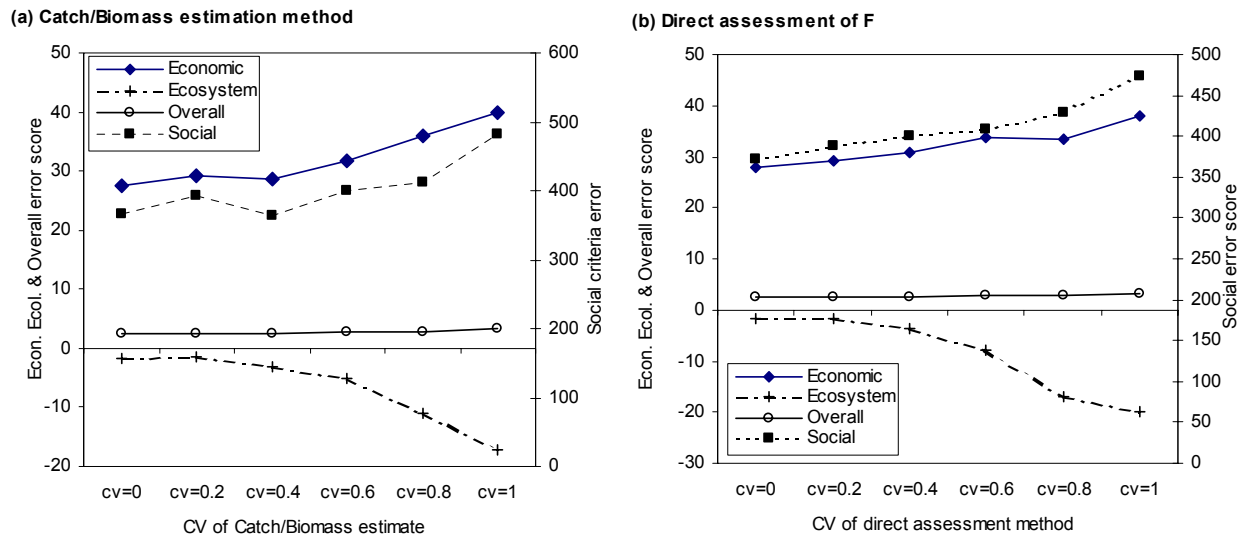 (a) Catch/Biomass estimation method
50
40
30
20
10
0
-10
-20
Econ. Ecol. & Overall error score
600
500
400
300
200
100
0
Social criteria error
Economic
Ecosystem
Overall
Social
cv=0 cv=0.2 cv=0.4 cv=0.6 cv=0.8 cv=1
CV of Catch/Biomass estimate
(b) Direct assessment of F
50
40
30
20
10
0
-10
-20
-30
Econ. Ecol. & Overall error score
500
450
400
350
300
250
200
150
100
50
0
Social error score
Economic
Ecosystem
Overall
Social
cv=0 cv=0.2 cv=0.4 cv=0.6 cv=0.8 cv=1
CV of direct assessment method